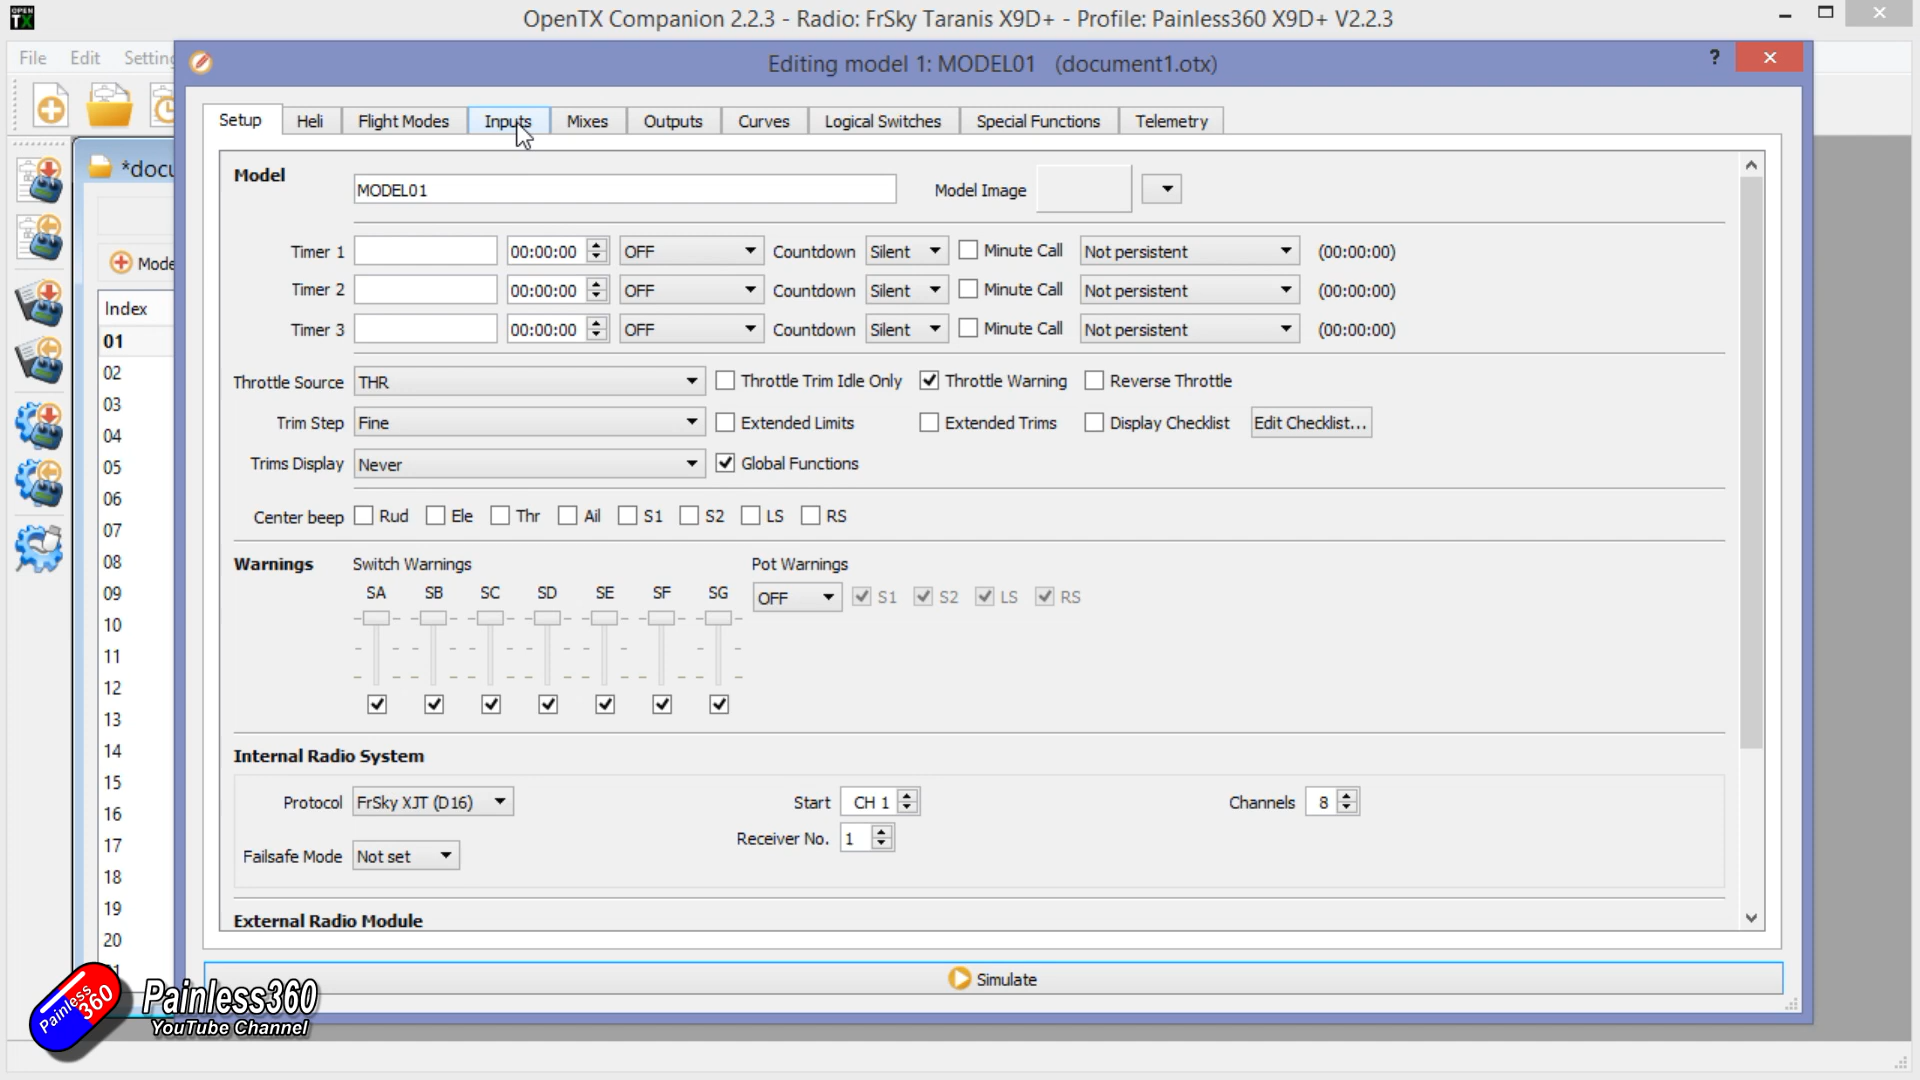 OPEN TX
OpenTX Companion 2.2.3 - Radio: FrSky Taranis X9D+ - Profile: Painless360 X9D+ V2.2.3
File Edit Setting
Editing model 1: MODEL01 (document1.otx) ?
Setup Heli Flight Modes Inputs Mixes Outputs Curves Logical Switches Special Functions Telemetry
*docu
Mode
Index
01
02
03
04
05
06
07
08
09
10
11
12
13
14
15
16
17
18
19
20
Model
MODEL01 Model Image
Timer 1 00:00:00 OFF Countdown Silent Minute Call Not persistent (00:00:00)
Timer 2 00:00:00 OFF Countdown Silent Minute Call Not persistent (00:00:00)
Timer 3 00:00:00 OFF Countdown Silent Minute Call Not persistent (00:00:00)
Throttle Source THR Throttle Trim Idle Only Throttle Warning Reverse Throttle
Trim Step Fine Extended Limits Extended Trims Display Checklist Edit Checklist...
Trims Display Never Global Functions
Center beep Rud Ele Thr Ail S1 S2 LS RS
Warnings Switch Warnings Pot Warnings
SA SB SC SD SE SF SG
OFF S1 S2 LS RS
Internal Radio System
Protocol FrSky XJT (D16) Start CH 1 Channels 8
Receiver No. 1
Failsafe Mode Not set
External Radio Module
Simulate
Painless 360
Painless360
YouTube Channel